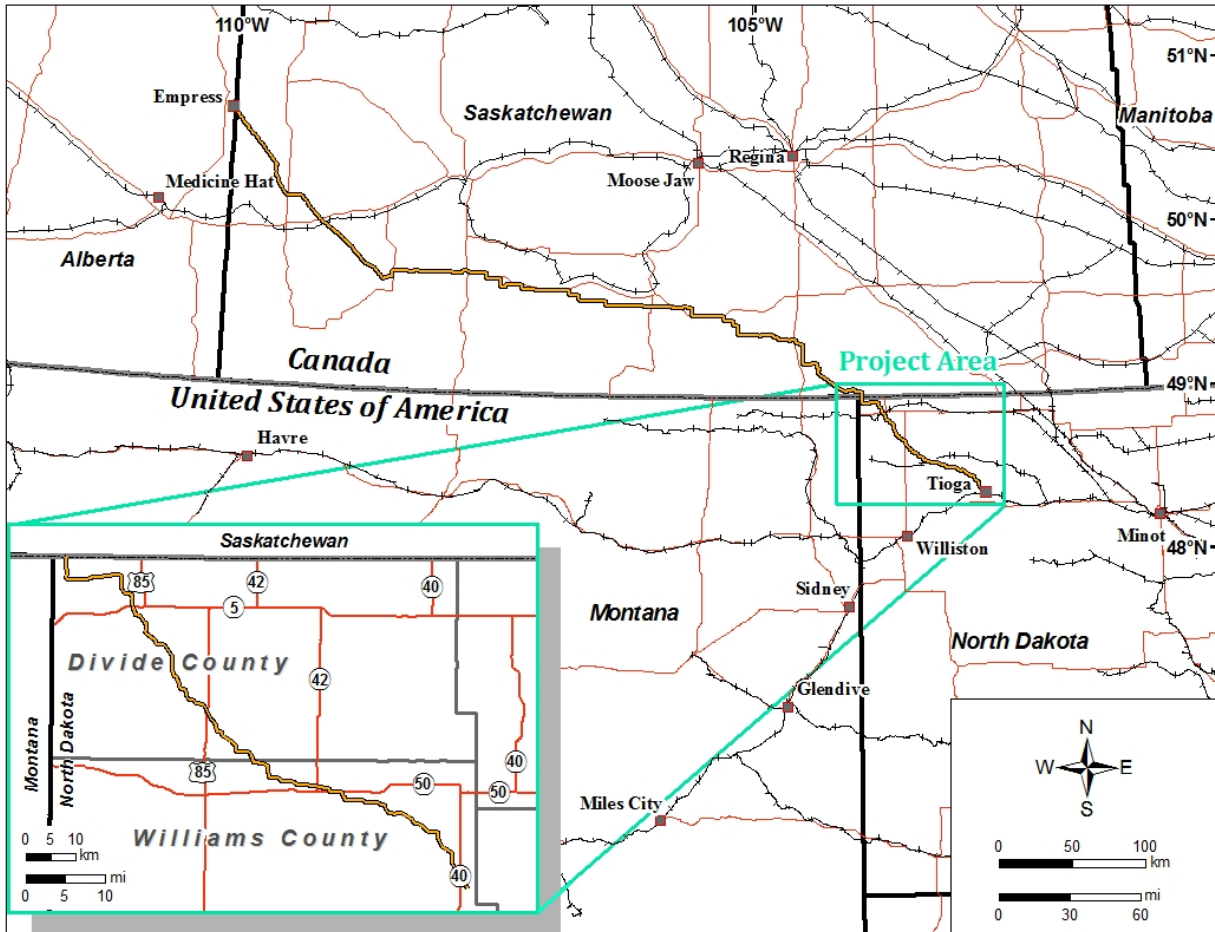 110°W
105°W
51°N
Empress
Saskatchewan
Manitoba
Regina
Moose Jaw
Medicine Hat
50°N
Alberta
Canada
Project Area
49°N
United States of America
Havre
Tioga
Minot
48°N
Williston
Sidney
Montana
North Dakota
Glendive
Miles City
Saskatchewan
85
42
40
5
Divide County
42
Montana
North Dakota
85
40
50
50
Williams County
0 5 10
km
mi
0 5 10
40
N
W E
S
0 50 100
km
mi
0 30 60